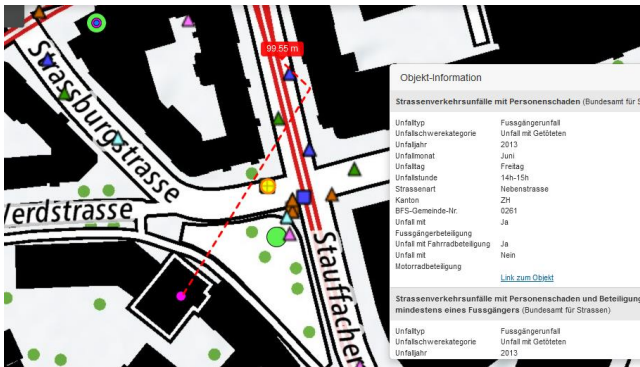 99.55 m
Strassburgstrasse
Werdstrasse
Stauffacher
Objekt-Information
Strassenverkehrsunfälle mit Personenschaden (Bundesamt für S
Unfalltyp Fussgängerunfall
Unfallschwerekategorie Unfall mit Getöteten
Unfalljahr 2013
Unfallmonat Juni
Unfalltag Freitag
Unfallstunde 14h-15h
Strassenart Nebenstrasse
Kanton ZH
BFS-Gemeinde-Nr. 0261
Unfall mit Ja
Fussgängerbeteiligung
Unfall mit Fahrradbeteiligung Ja
Unfall mit Nein
Motorradbeteiligung
Link zum Objekt
Strassenverkehrsunfälle mit Personenschaden und Beteiligung
mindestens eines Fussgängers (Bundesamt für Strassen)
Unfalltyp Fussgängerunfall
Unfallschwerekategorie Unfall mit Getöteten
Unfalljahr 2013